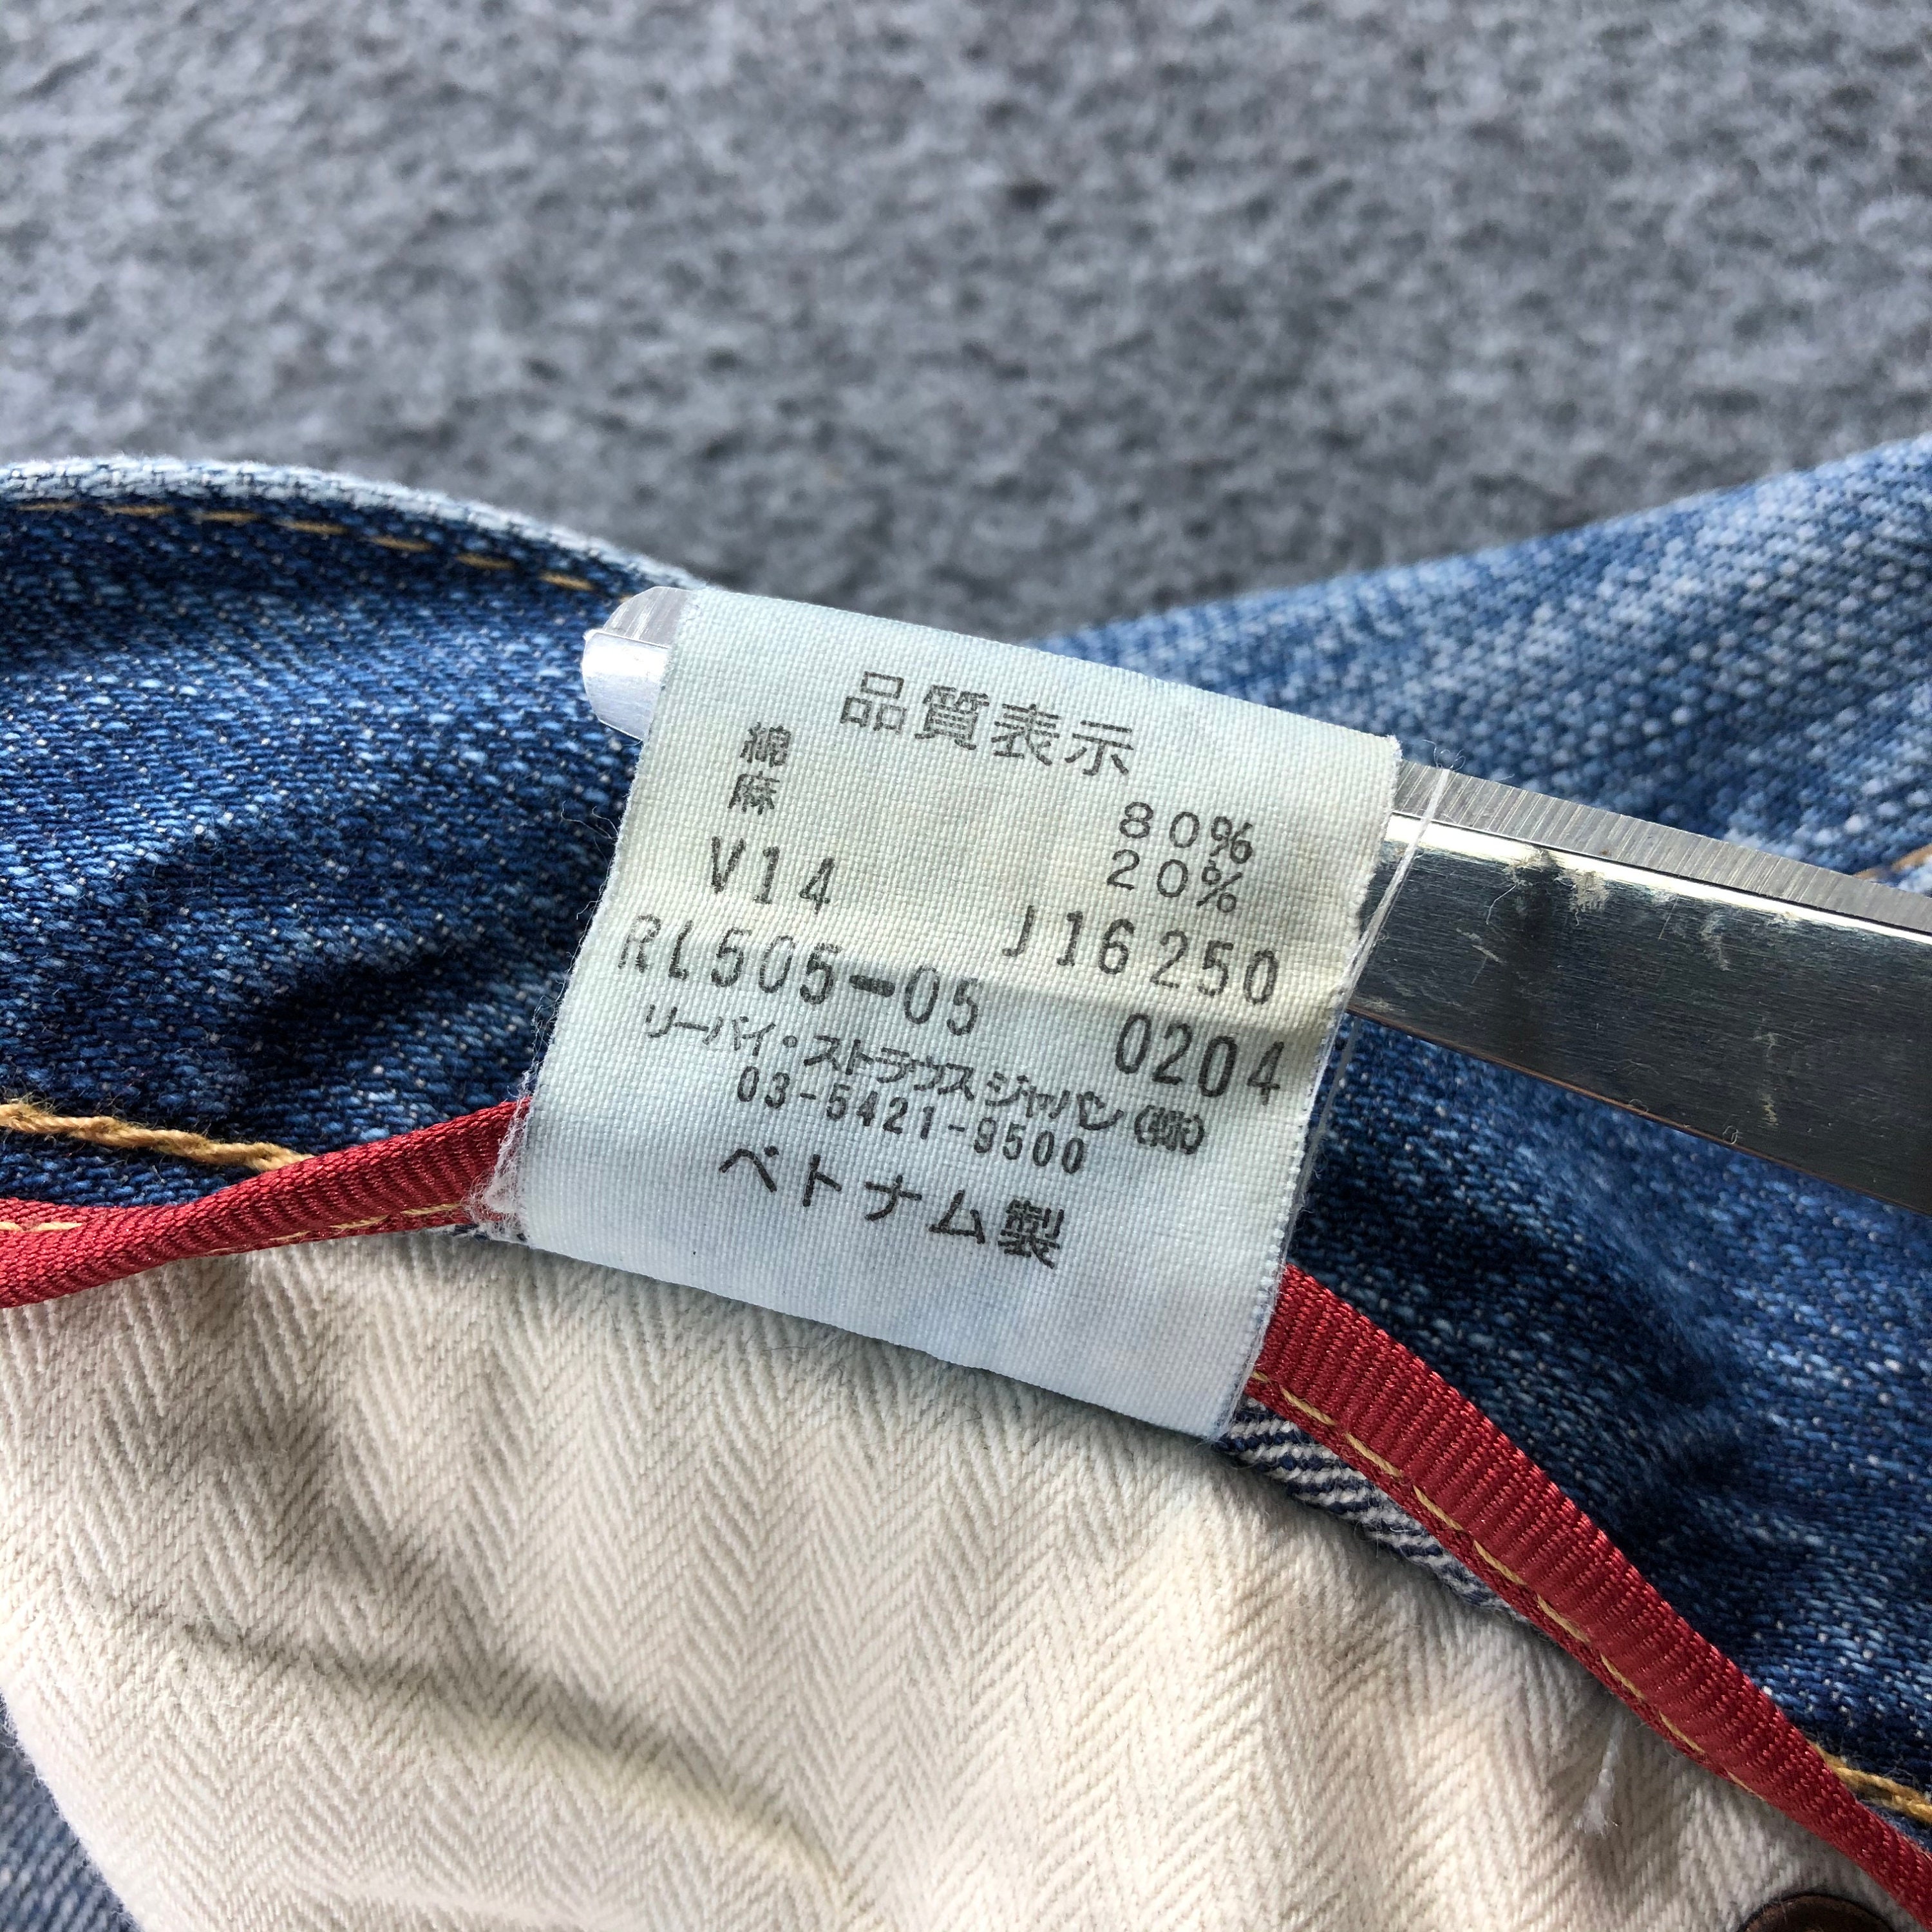 品質表示
綿 80%
麻 20%
V14 J16250
RL505-05 0204
リーバイ・ストラウス ジャパン(株)
03-5421-9500
ベトナム製